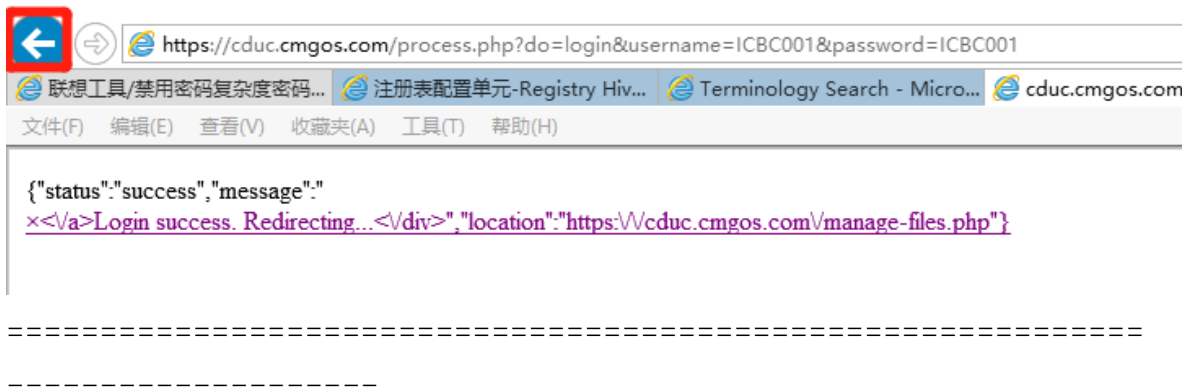 https://cduc.cmgos.com/process.php?do=login&username=ICBC001&password=ICBC001
联想工具/禁用密码复杂度密码... 注册表配置单元-Registry Hiv... Terminology Search - Micro... cduc.cmgos.com
文件(F) 编辑(E) 查看(V) 收藏夹(A) 工具(T) 帮助(H)
{"status":"success","message":"
×<\/a>Login success. Redirecting...<\/div>","location":"https:\/\/cduc.cmgos.com\/manage-files.php"}
=============================================================
====================